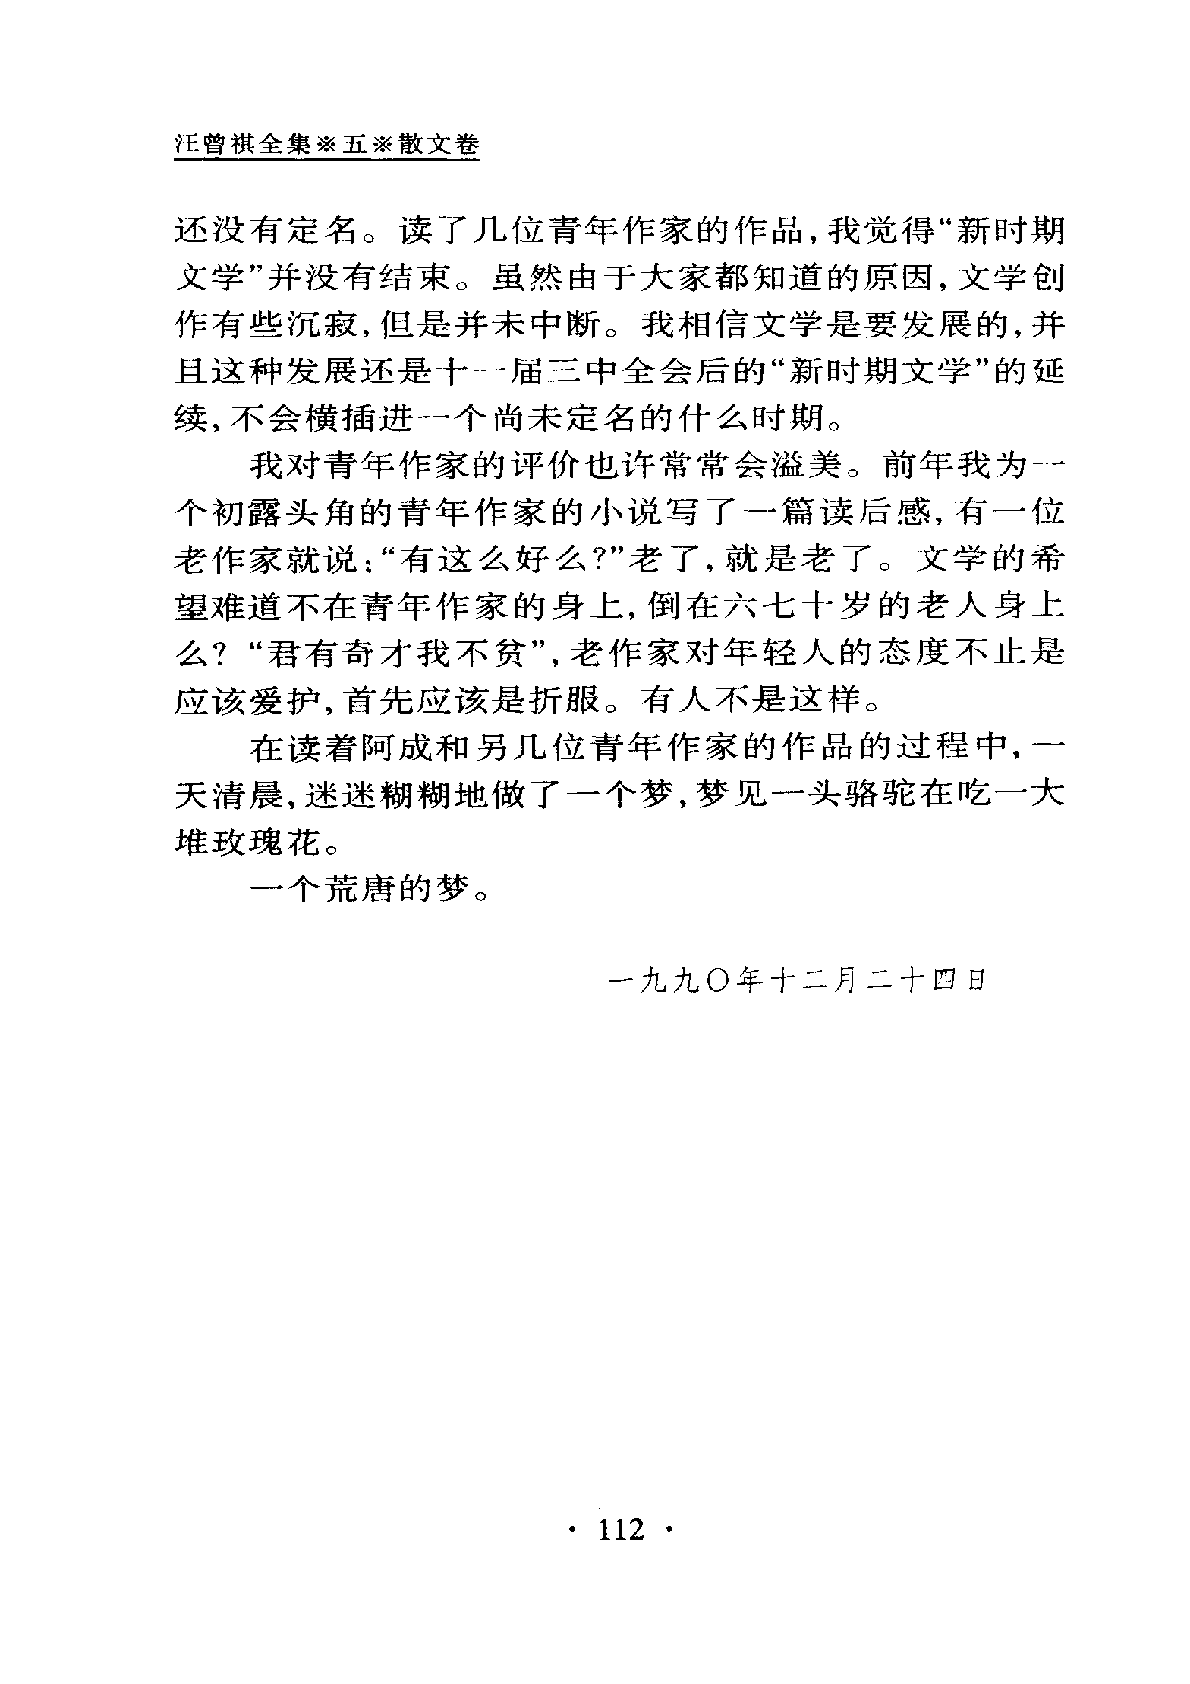 汪曾祺全集※五※散文卷
还没有定名。读了几位青年作家的作品,我觉得“新时期
文学”并没有结束。虽然由于大家都知道的原因,文学创
作有些沉寂,但是并未中断。我相信文学是要发展的,并
且这种发展还是十一届三中全会后的“新时期文学”的延
续,不会横插进一个尚未定名的什么时期。
我对青年作家的评价也许常常会溢美。前年我为一
个初露头角的青年作家的小说写了一篇读后感,有一位
老作家就说:“有这么好么?”老了,就是老了。文学的希
望难道不在青年作家的身上,倒在六七十岁的老人身上
么?“君有奇才我不贫”,老作家对年轻人的态度不止是
应该爱护,首先应该是折服。有人不是这样。
在读着阿成和另几位青年作家的作品的过程中,一
天清晨,迷迷糊糊地做了一个梦,梦见一头骆驼在吃一大
堆玫瑰花。
一个荒唐的梦。
一九九〇年十二月二十四日
· 112 ·